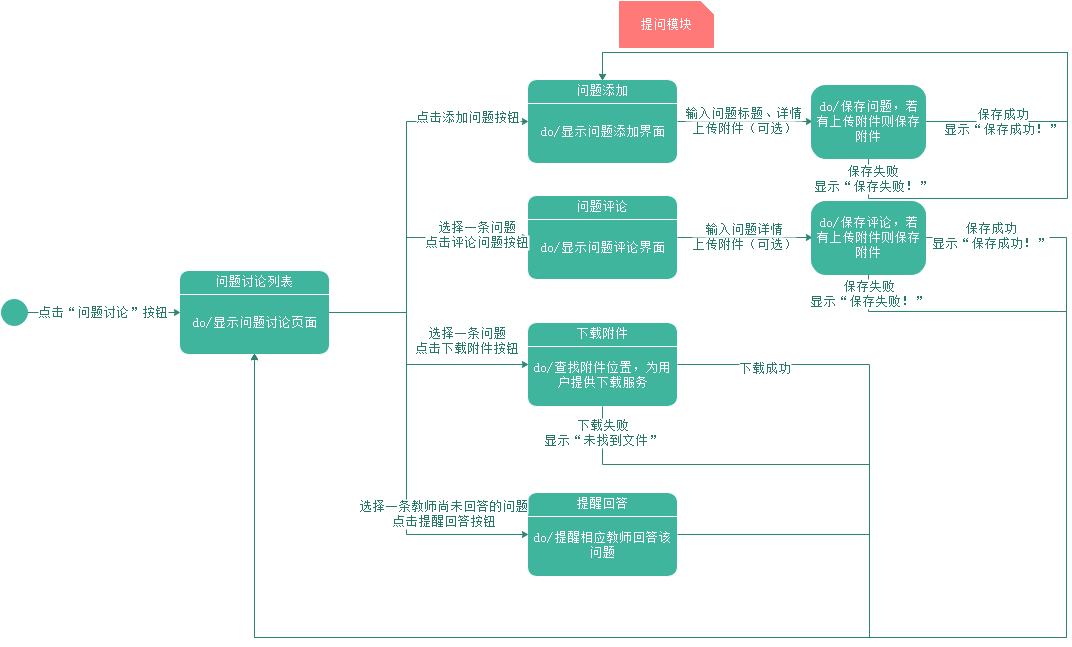 提问模块
问题添加
do/显示问题添加界面
点击添加问题按钮
输入问题标题、详情
上传附件（可选）
do/保存问题，若
有上传附件则保存
附件
保存成功
显示“保存成功！”
保存失败
显示“保存失败！”
选择一条问题
点击评论问题按钮
问题评论
do/显示问题评论界面
输入问题详情
上传附件（可选）
do/保存评论，若
有上传附件则保存
附件
保存成功
显示“保存成功！”
保存失败
显示“保存失败！”
点击“问题讨论”按钮
问题讨论列表
do/显示问题讨论页面
选择一条问题
点击下载附件按钮
下载附件
do/查找附件位置，为用
户提供下载服务
下载成功
下载失败
显示“未找到文件”
选择一条教师尚未回答的问题
点击提醒回答按钮
提醒回答
do/提醒相应教师回答该
问题